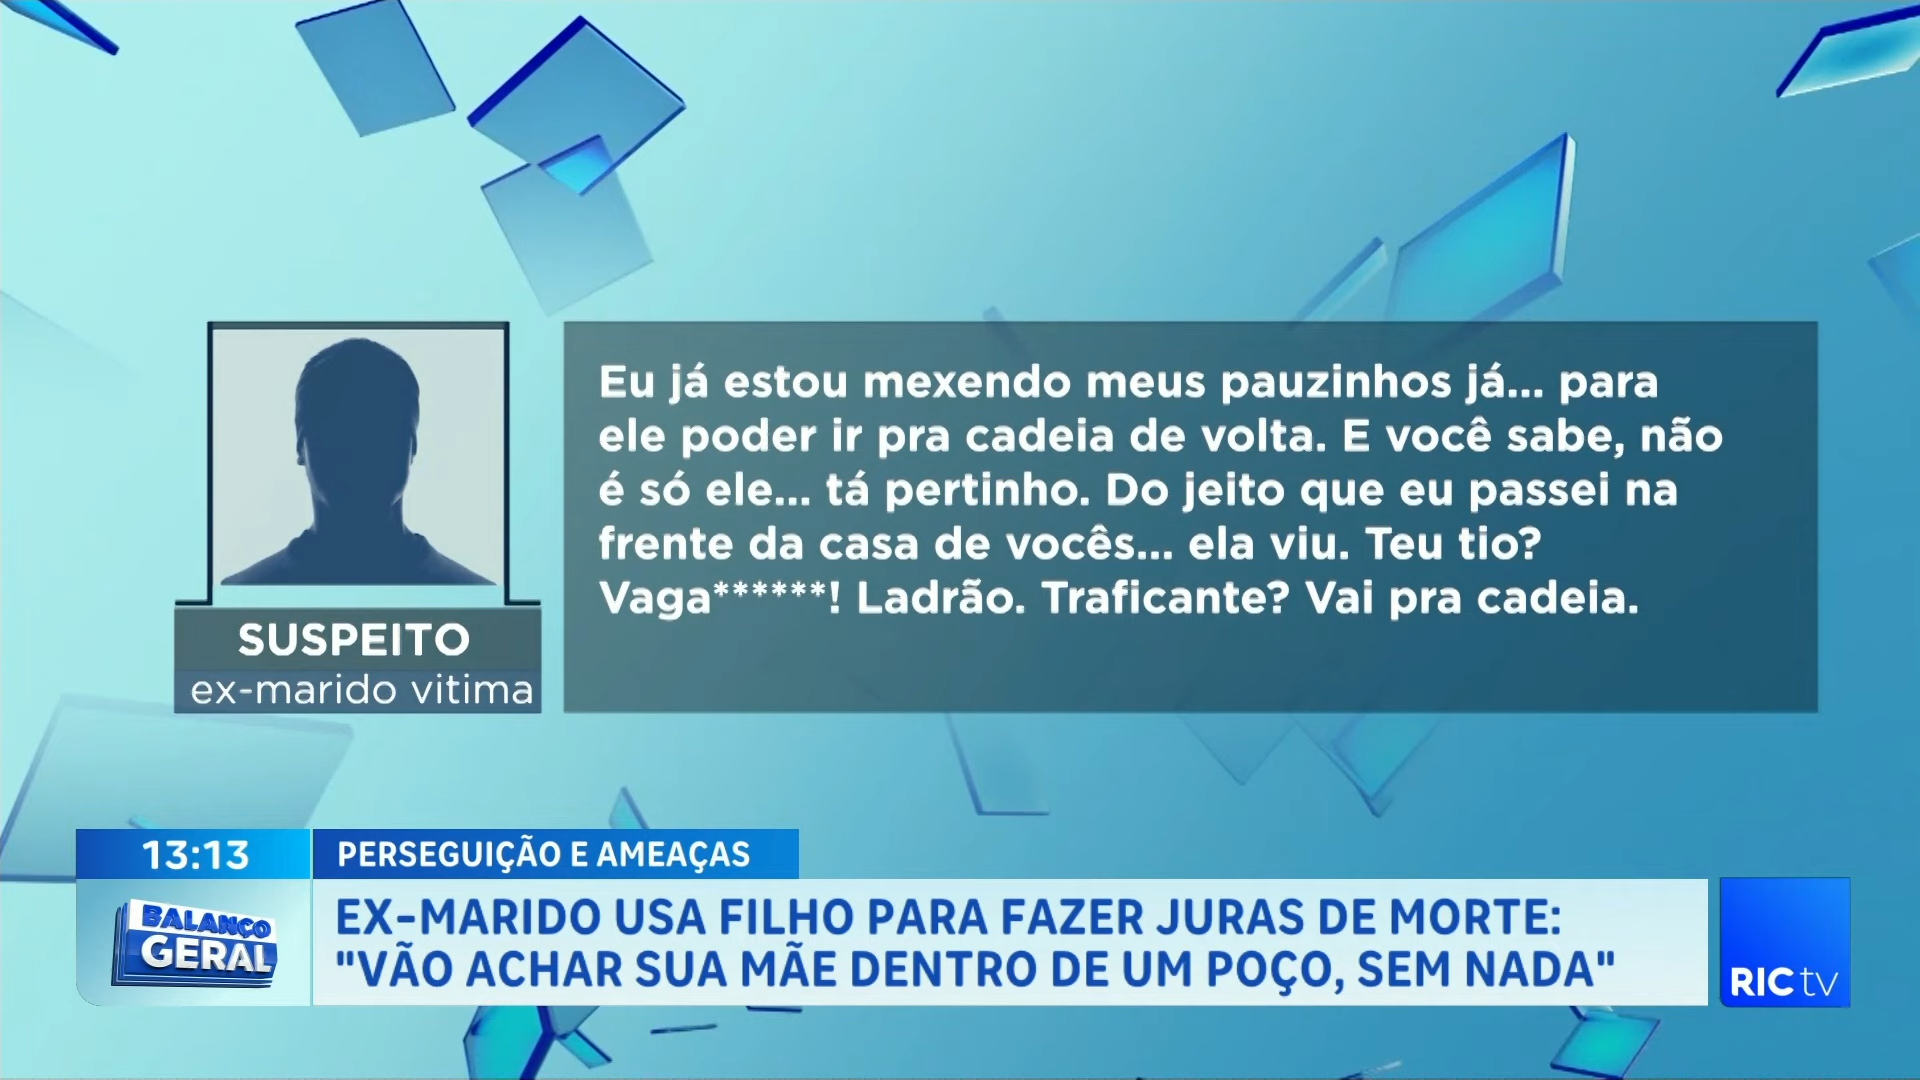 Eu já estou mexendo meus pauzinhos já... para
ele poder ir pra cadeia de volta. E você sabe, não
é só ele... tá pertinho. Do jeito que eu passei na
frente da casa de vocês... ela viu. Teu tio?
Vaga******! Ladrão. Traficante? Vai pra cadeia.
SUSPEITO
ex-marido vitima
13:13
PERSEGUIÇÃO E AMEAÇAS
BALANÇO
GERAL
EX-MARIDO USA FILHO PARA FAZER JURAS DE MORTE:
"VÃO ACHAR SUA MÃE DENTRO DE UM POÇO, SEM NADA"
RIC tv